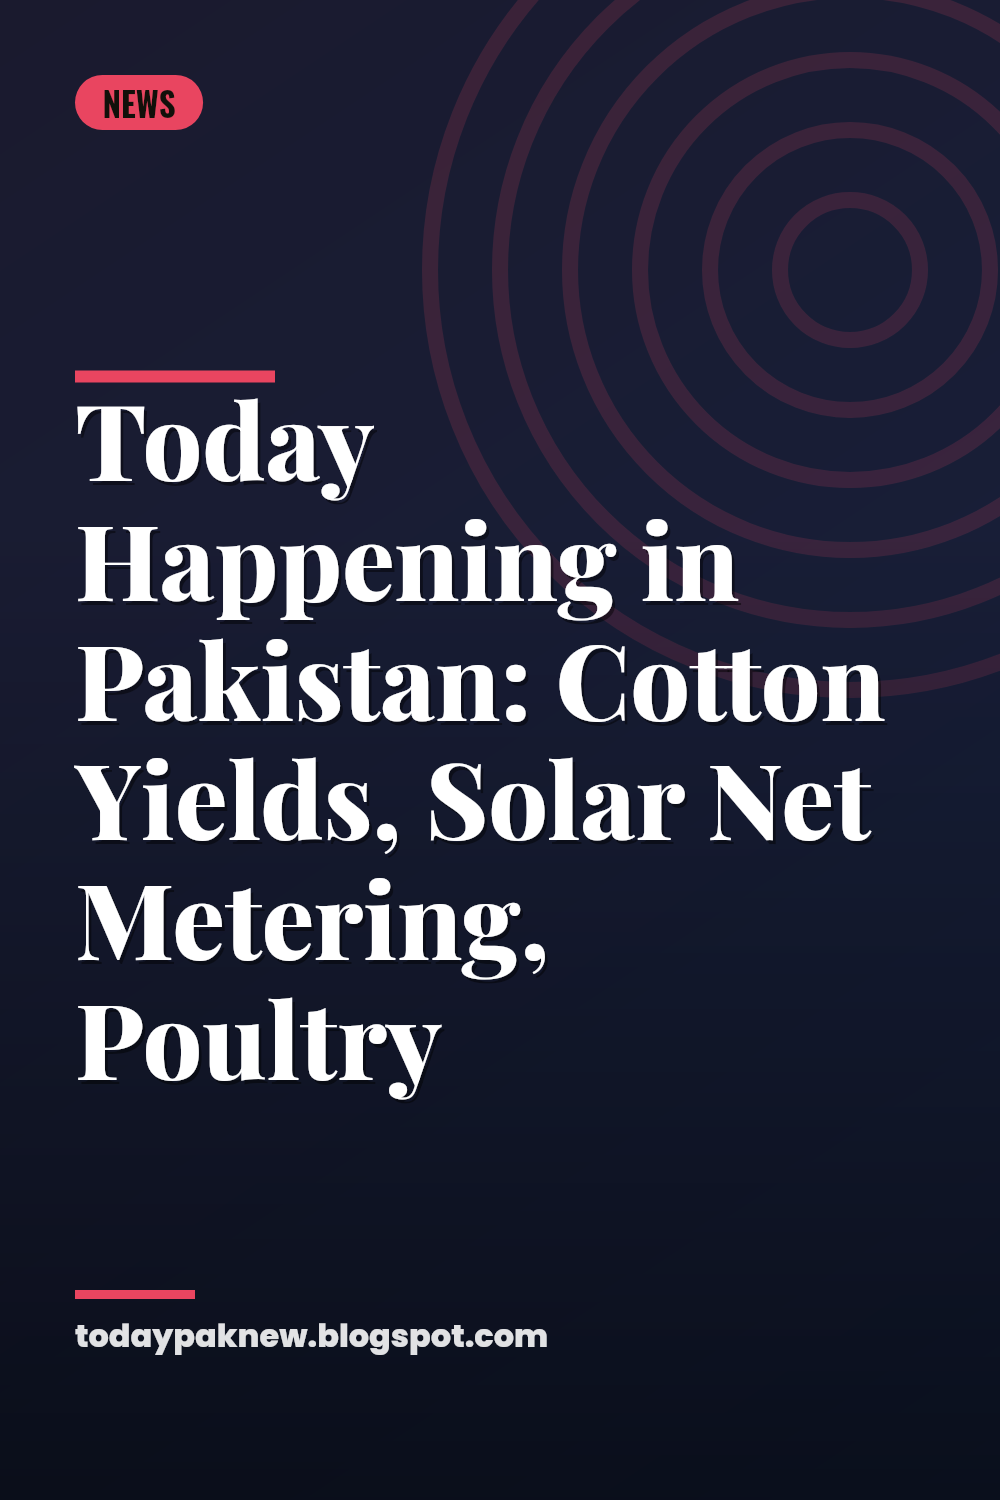 NEWS
Today
Happening in
Pakistan: Cotton
Yields, Solar Net
Metering,
Poultry
todaypaknew.blogspot.com